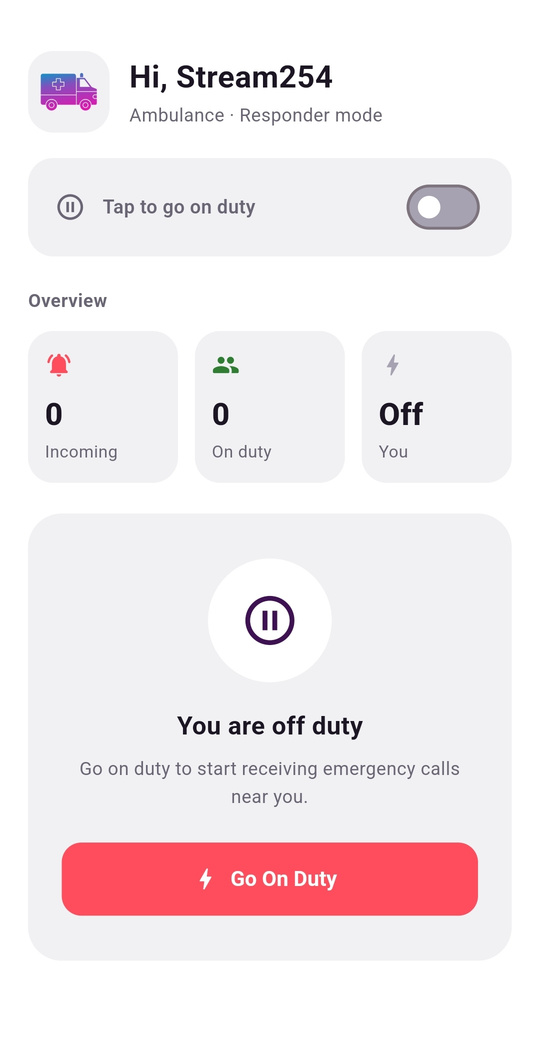 Hi, Stream254
Ambulance · Responder mode
Tap to go on duty
Overview
0
Incoming
0
On duty
Off
You
You are off duty
Go on duty to start receiving emergency calls
near you.
Go On Duty